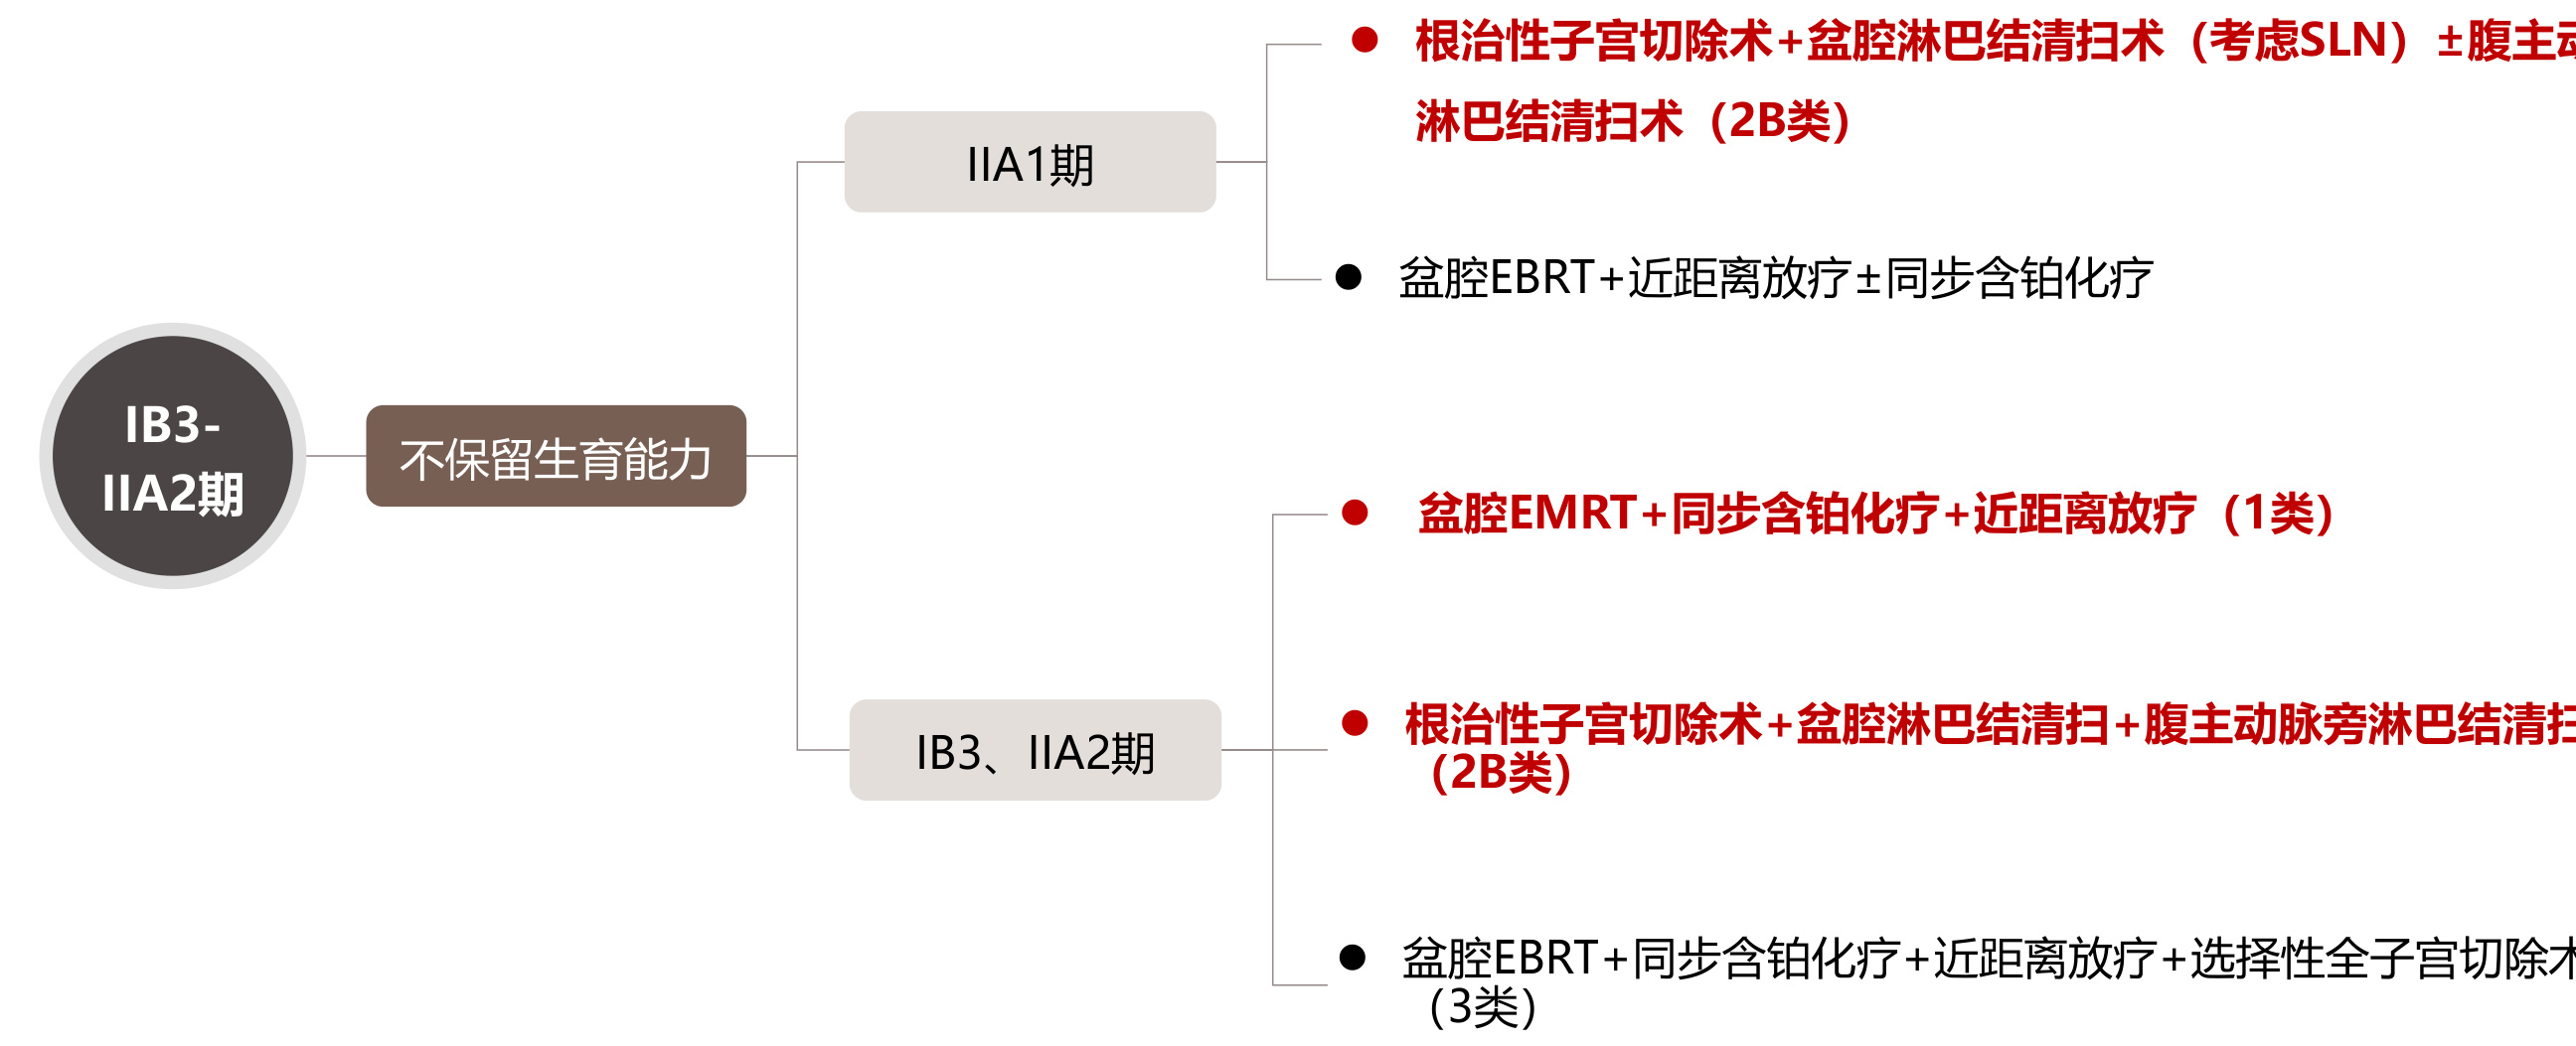 IB3-
IIA2期
不保留生育能力
IIA1期
根治性子宫切除术+盆腔淋巴结清扫术（考虑SLN）±腹主
淋巴结清扫术（2B类）
盆腔EBRT+近距离放疗±同步含铂化疗
IB3、IIA2期
盆腔EMRT+同步含铂化疗+近距离放疗（1类）
根治性子宫切除术+盆腔淋巴结清扫+腹主动脉旁淋巴结清扫
（2B类）
盆腔EBRT+同步含铂化疗+近距离放疗+选择性全子宫切除术
（3类）